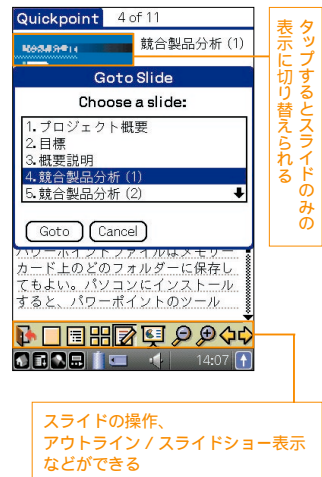 Quickpoint 4 of 11
競合製品分析 (1)
Goto Slide
Choose a slide:
1.プロジェクト概要
2.目標
3.概要説明
4.競合製品分析 (1)
5.競合製品分析 (2)
Goto Cancel
パワーポイントファイルはメモリー
カード上のどのフォルダーに保存し
てもよい。パソコンにインストール
すると、パワーポイントのツール
14:07
タップするとスライドのみの
表示に切り替えられる
スライドの操作、
アウトライン / スライドショー表示
などができる